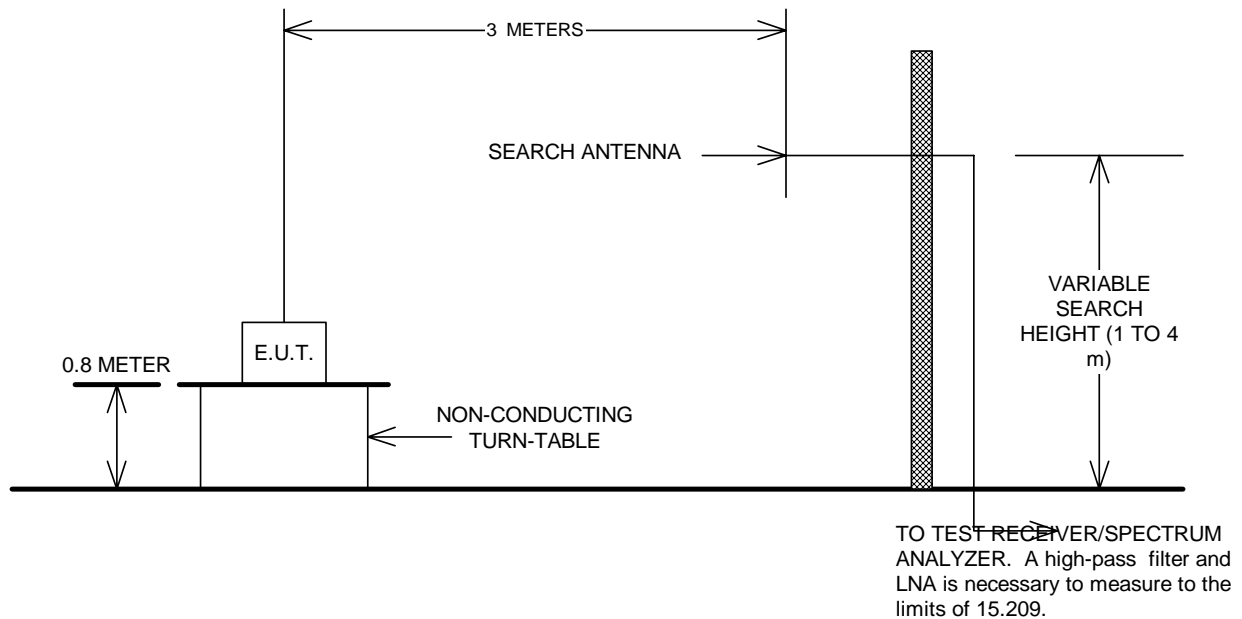 3 METERS
SEARCH ANTENNA
VARIABLE
SEARCH
HEIGHT (1 TO 4
m)
E.U.T.
0.8 METER
NON-CONDUCTING
TURN-TABLE
TO TEST RECEIVER/SPECTRUM
ANALYZER. A high-pass filter and
LNA is necessary to measure to the
limits of 15.209.